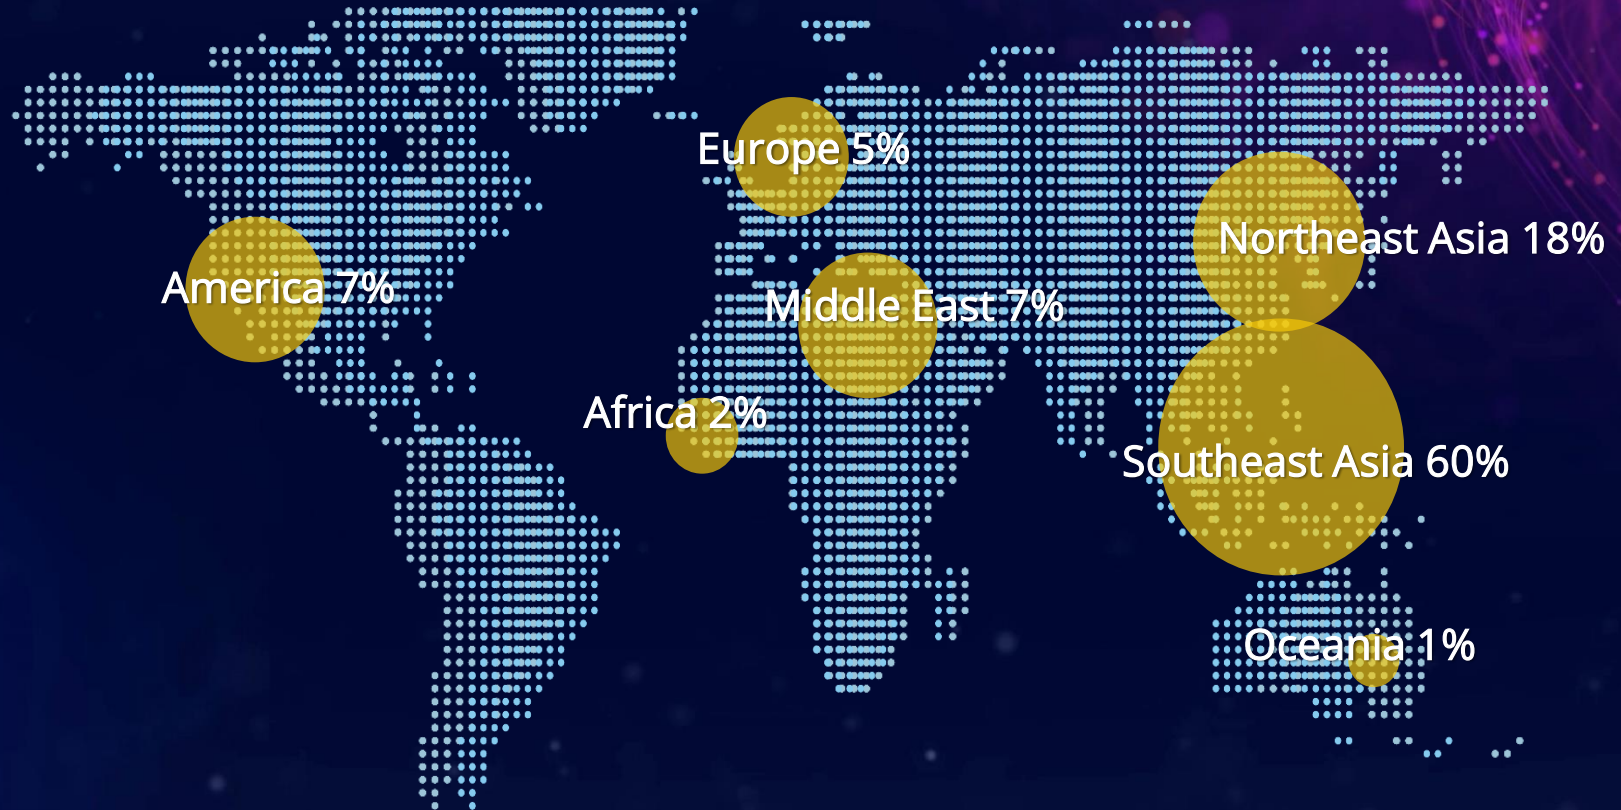 Europe 5%
Northeast Asia 18%
America 7%
Middle East 7%
Africa 2%
Southeast Asia 60%
Oceania 1%